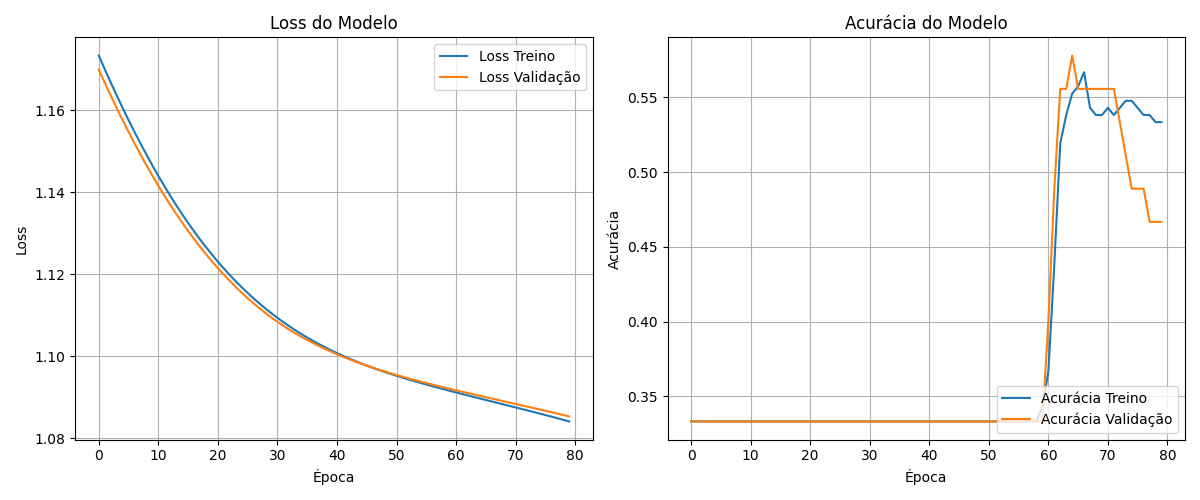 Loss do Modelo
Loss Treino
Loss Validação
1.16
1.14
1.12
1.10
1.08
Loss
0 10 20 30 40 50 60 70 80
Época
Acurácia do Modelo
0.55
0.50
0.45
0.40
0.35
Acurácia
Acurácia Treino
Acurácia Validação
0 10 20 30 40 50 60 70 80
Época